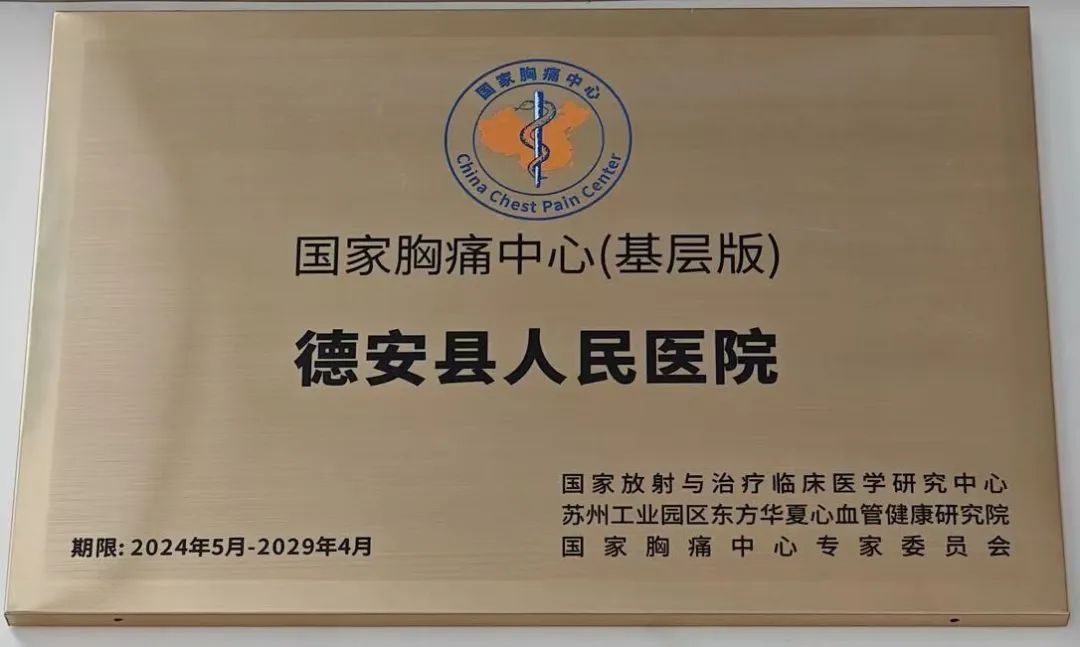 国家胸痛中心
China Chest Pain Center
国家胸痛中心(基层版)
德安县人民医院
国家放射与治疗临床医学研究中心
苏州工业园区东方华夏心血管健康研究院
国家胸痛中心专家委员会
期限: 2024年5月-2029年4月